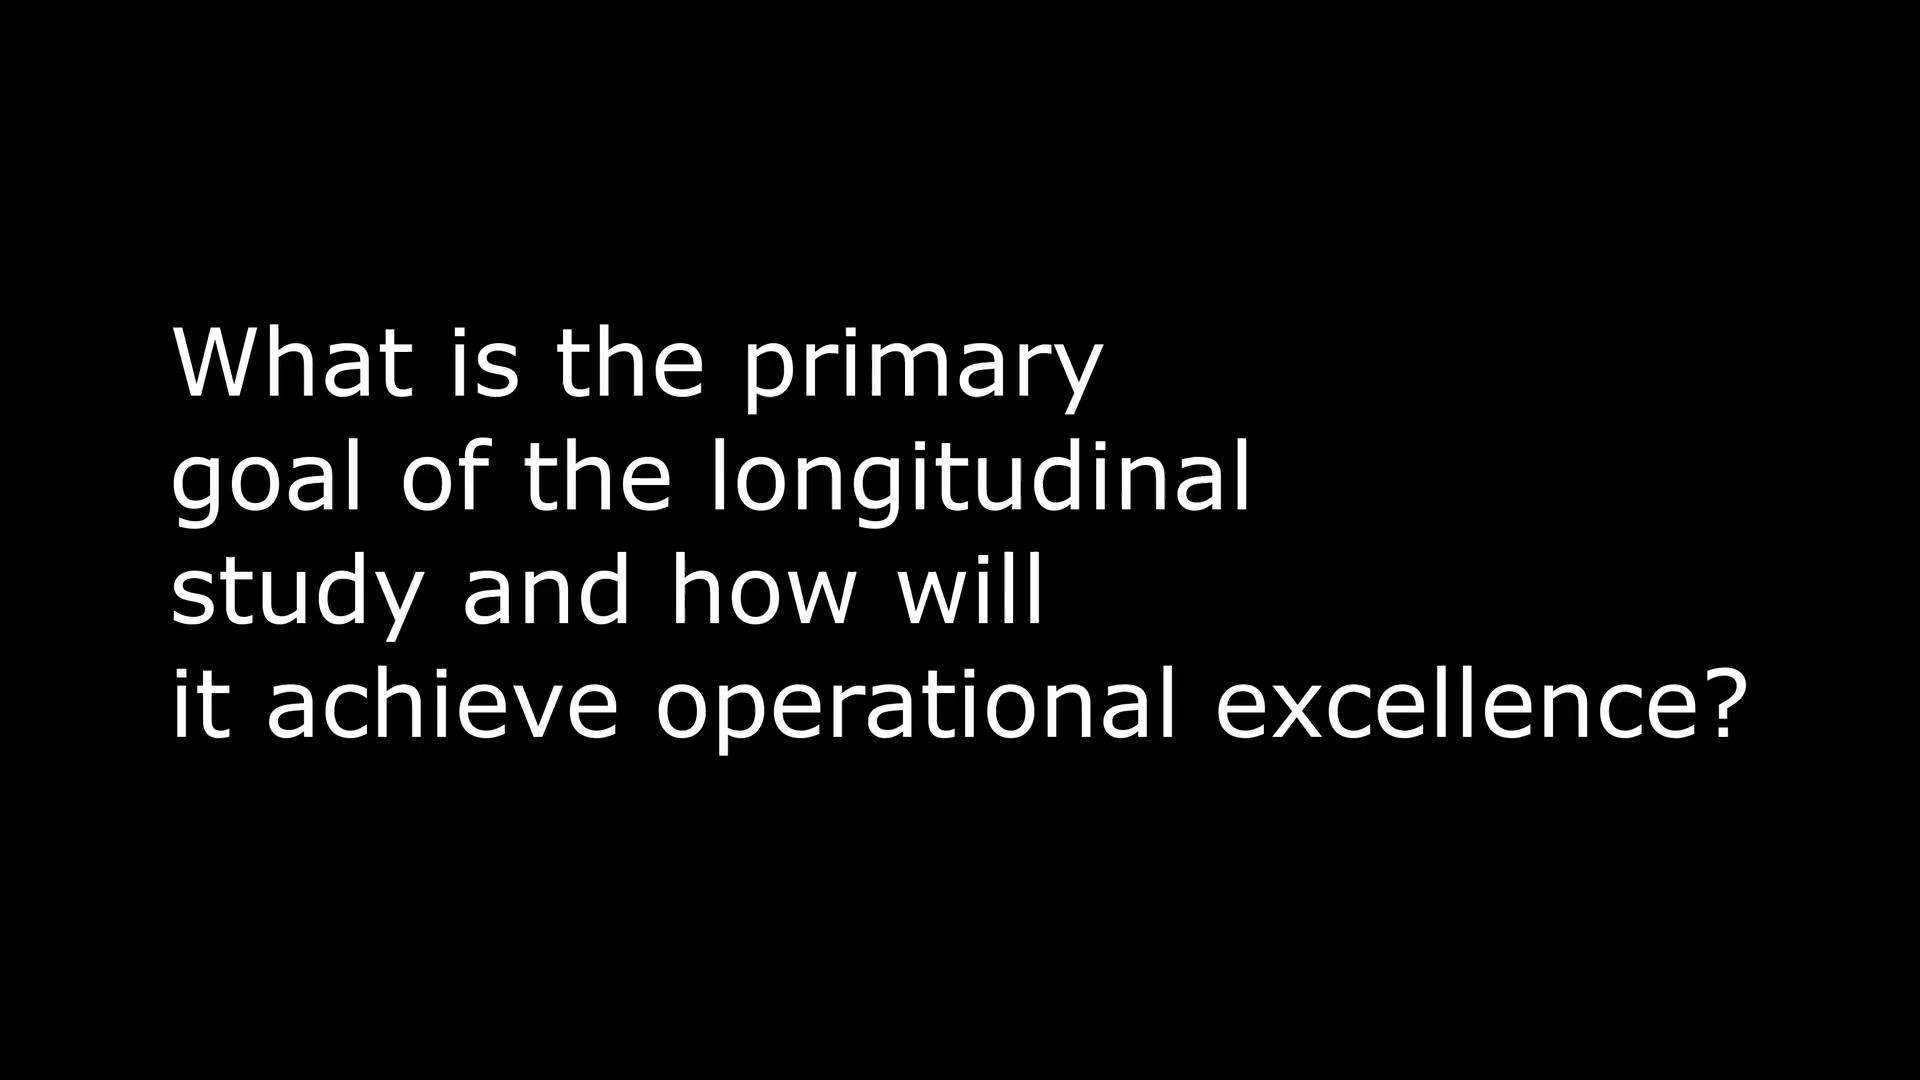 What is the primary
goal of the longitudinal
study and how will
it achieve operational excellence?